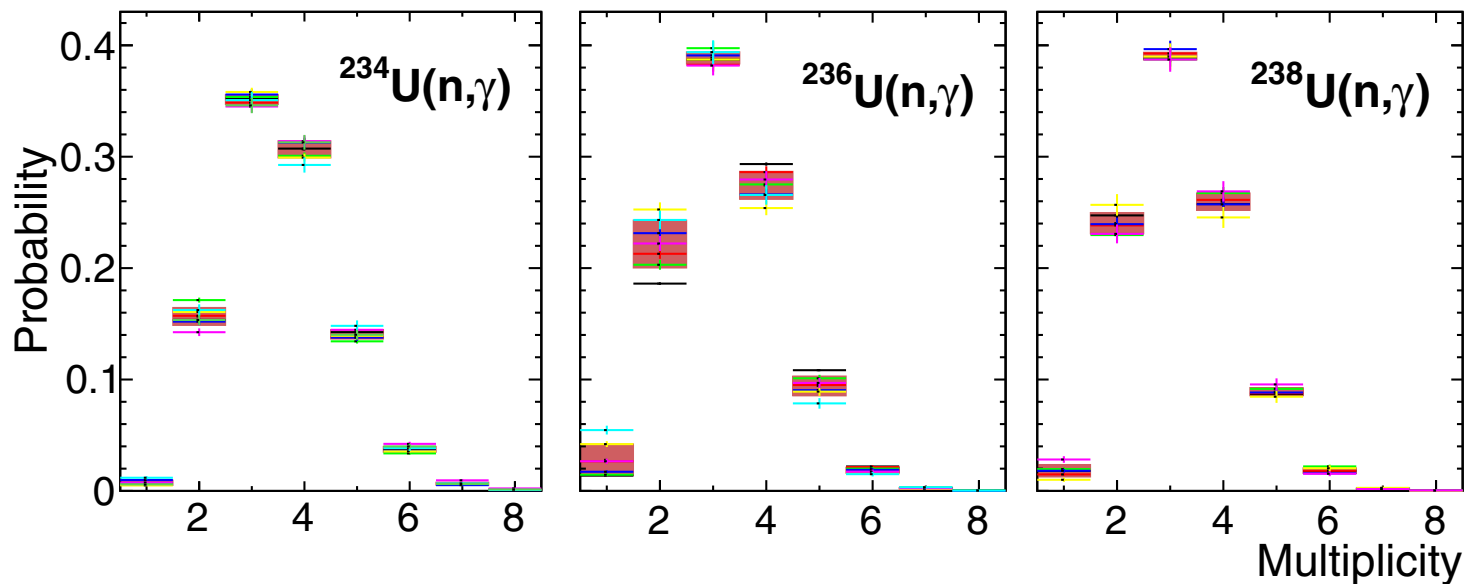 Probability
0.4
0.3
0.2
0.1
0
²³⁴U(n,γ)
²³⁶U(n,γ)
²³⁸U(n,γ)
2 4 6 8
2 4 6 8
2 4 6 8
Multiplicity